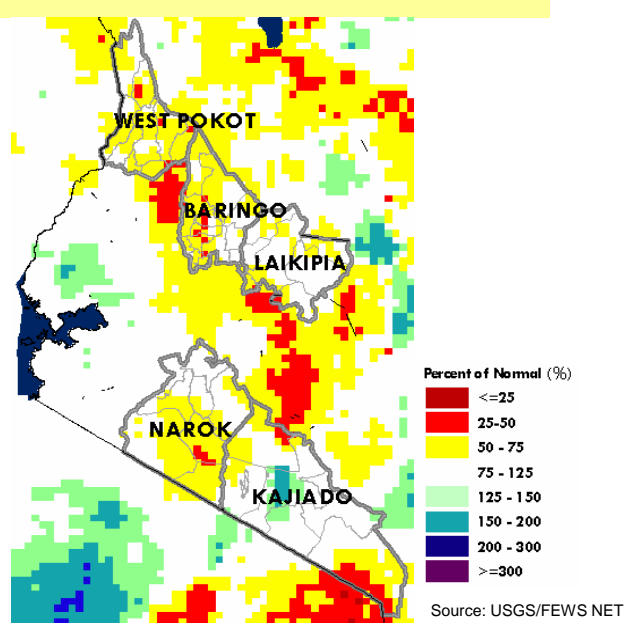 WEST POKOT
BARINGO
LAIKIPIA
NAROK
KAJIADO
Percent of Normal (%)
<=25
25-50
50 - 75
75 - 125
125 - 150
150 - 200
200 - 300
>=300
Source: USGS/FEWS NET